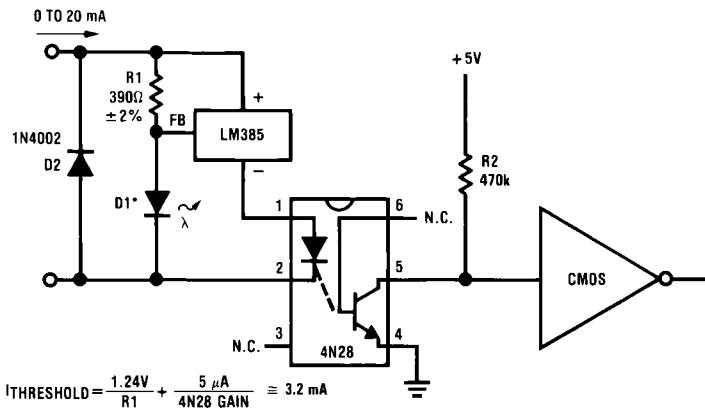 0 TO 20 mA
R1
390Ω
±2%
FB
+
LM385
−
1N4002
D2
D1*
λ
+5V
R2
470k
1
6
N.C.
2
5
CMOS
3
N.C.
4
4N28
ITHRESHOLD = 1.24V / R1 + 5 μA / 4N28 GAIN ≅ 3.2 mA